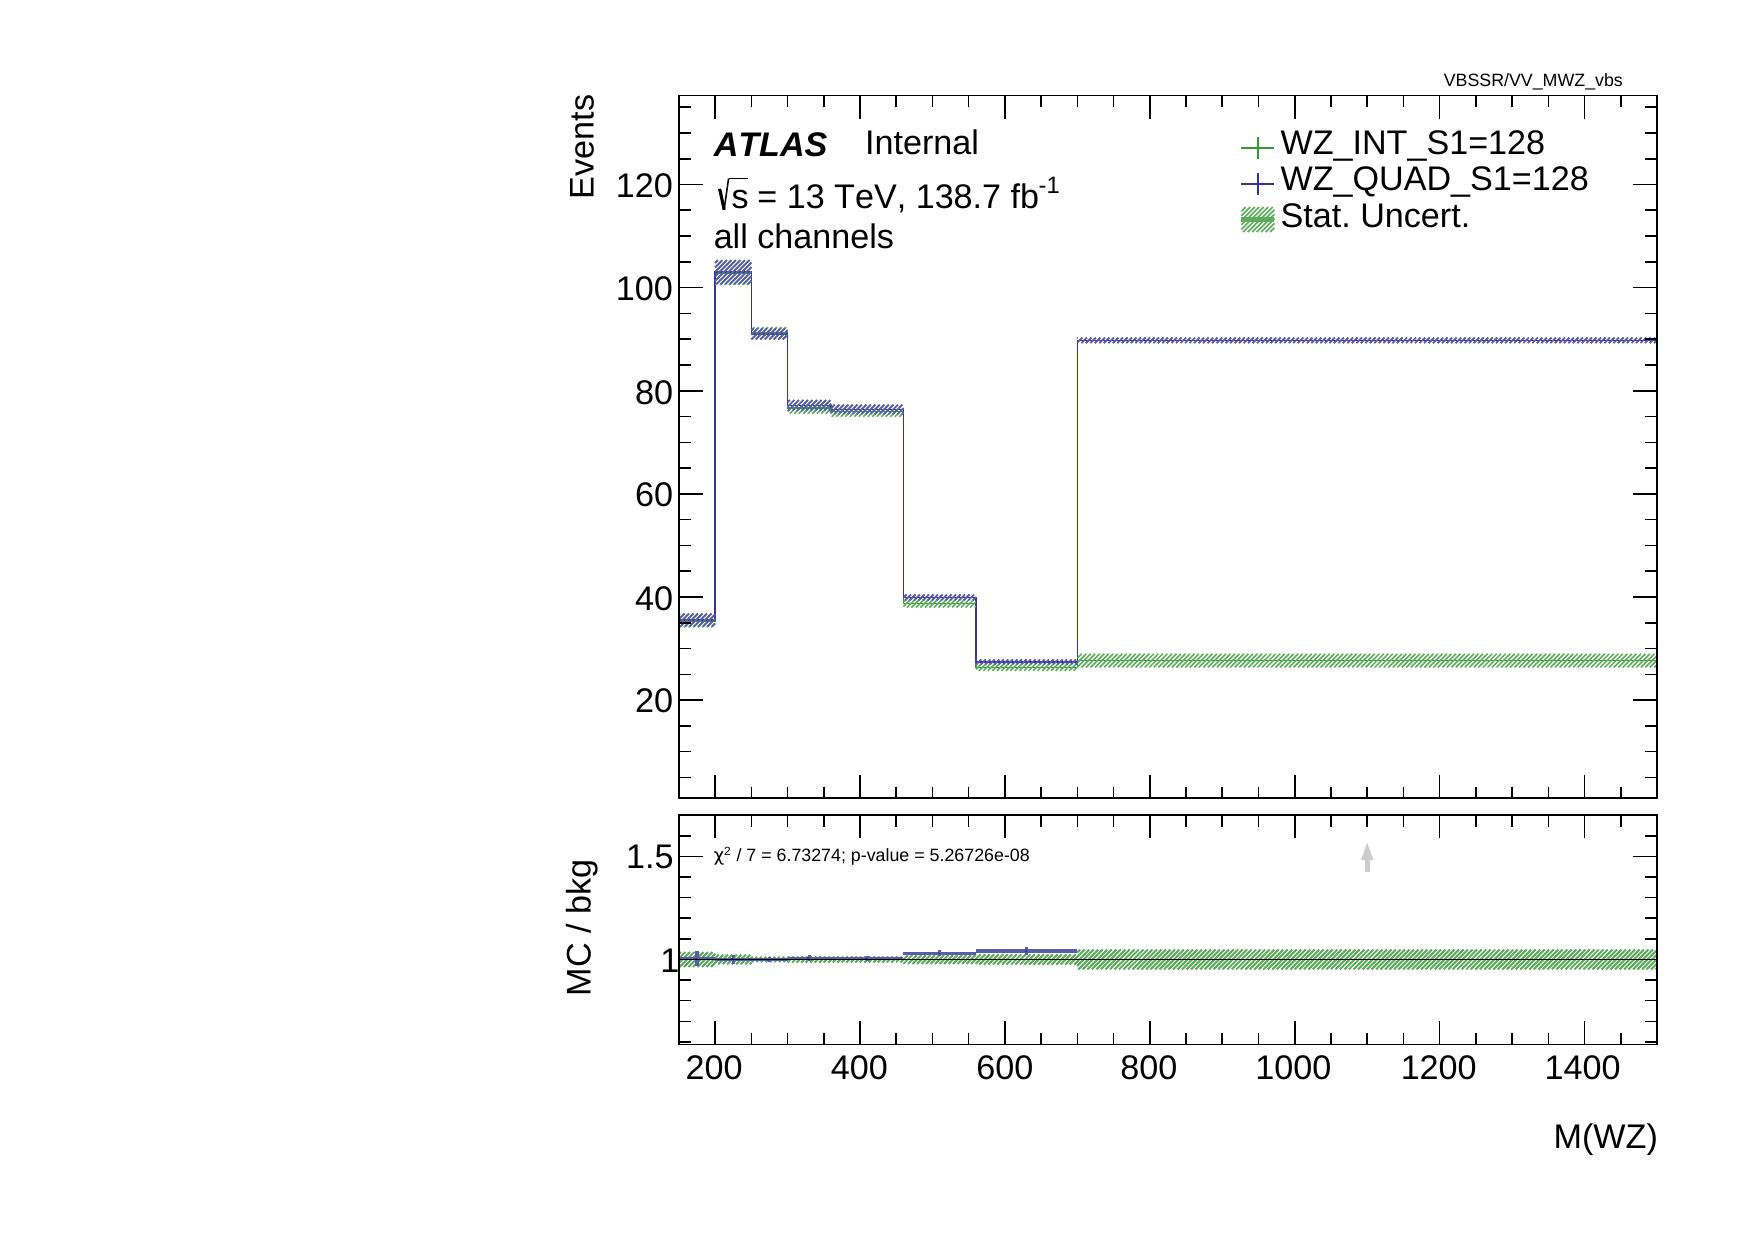 VBSSR/VV_MWZ_vbs
Events
ATLAS Internal
√s = 13 TeV, 138.7 fb-1
all channels
WZ_INT_S1=128
WZ_QUAD_S1=128
Stat. Uncert.
120
100
80
60
40
20
MC / bkg
χ2 / 7 = 6.73274; p-value = 5.26726e-08
1.5
1
200 400 600 800 1000 1200 1400
M(WZ)